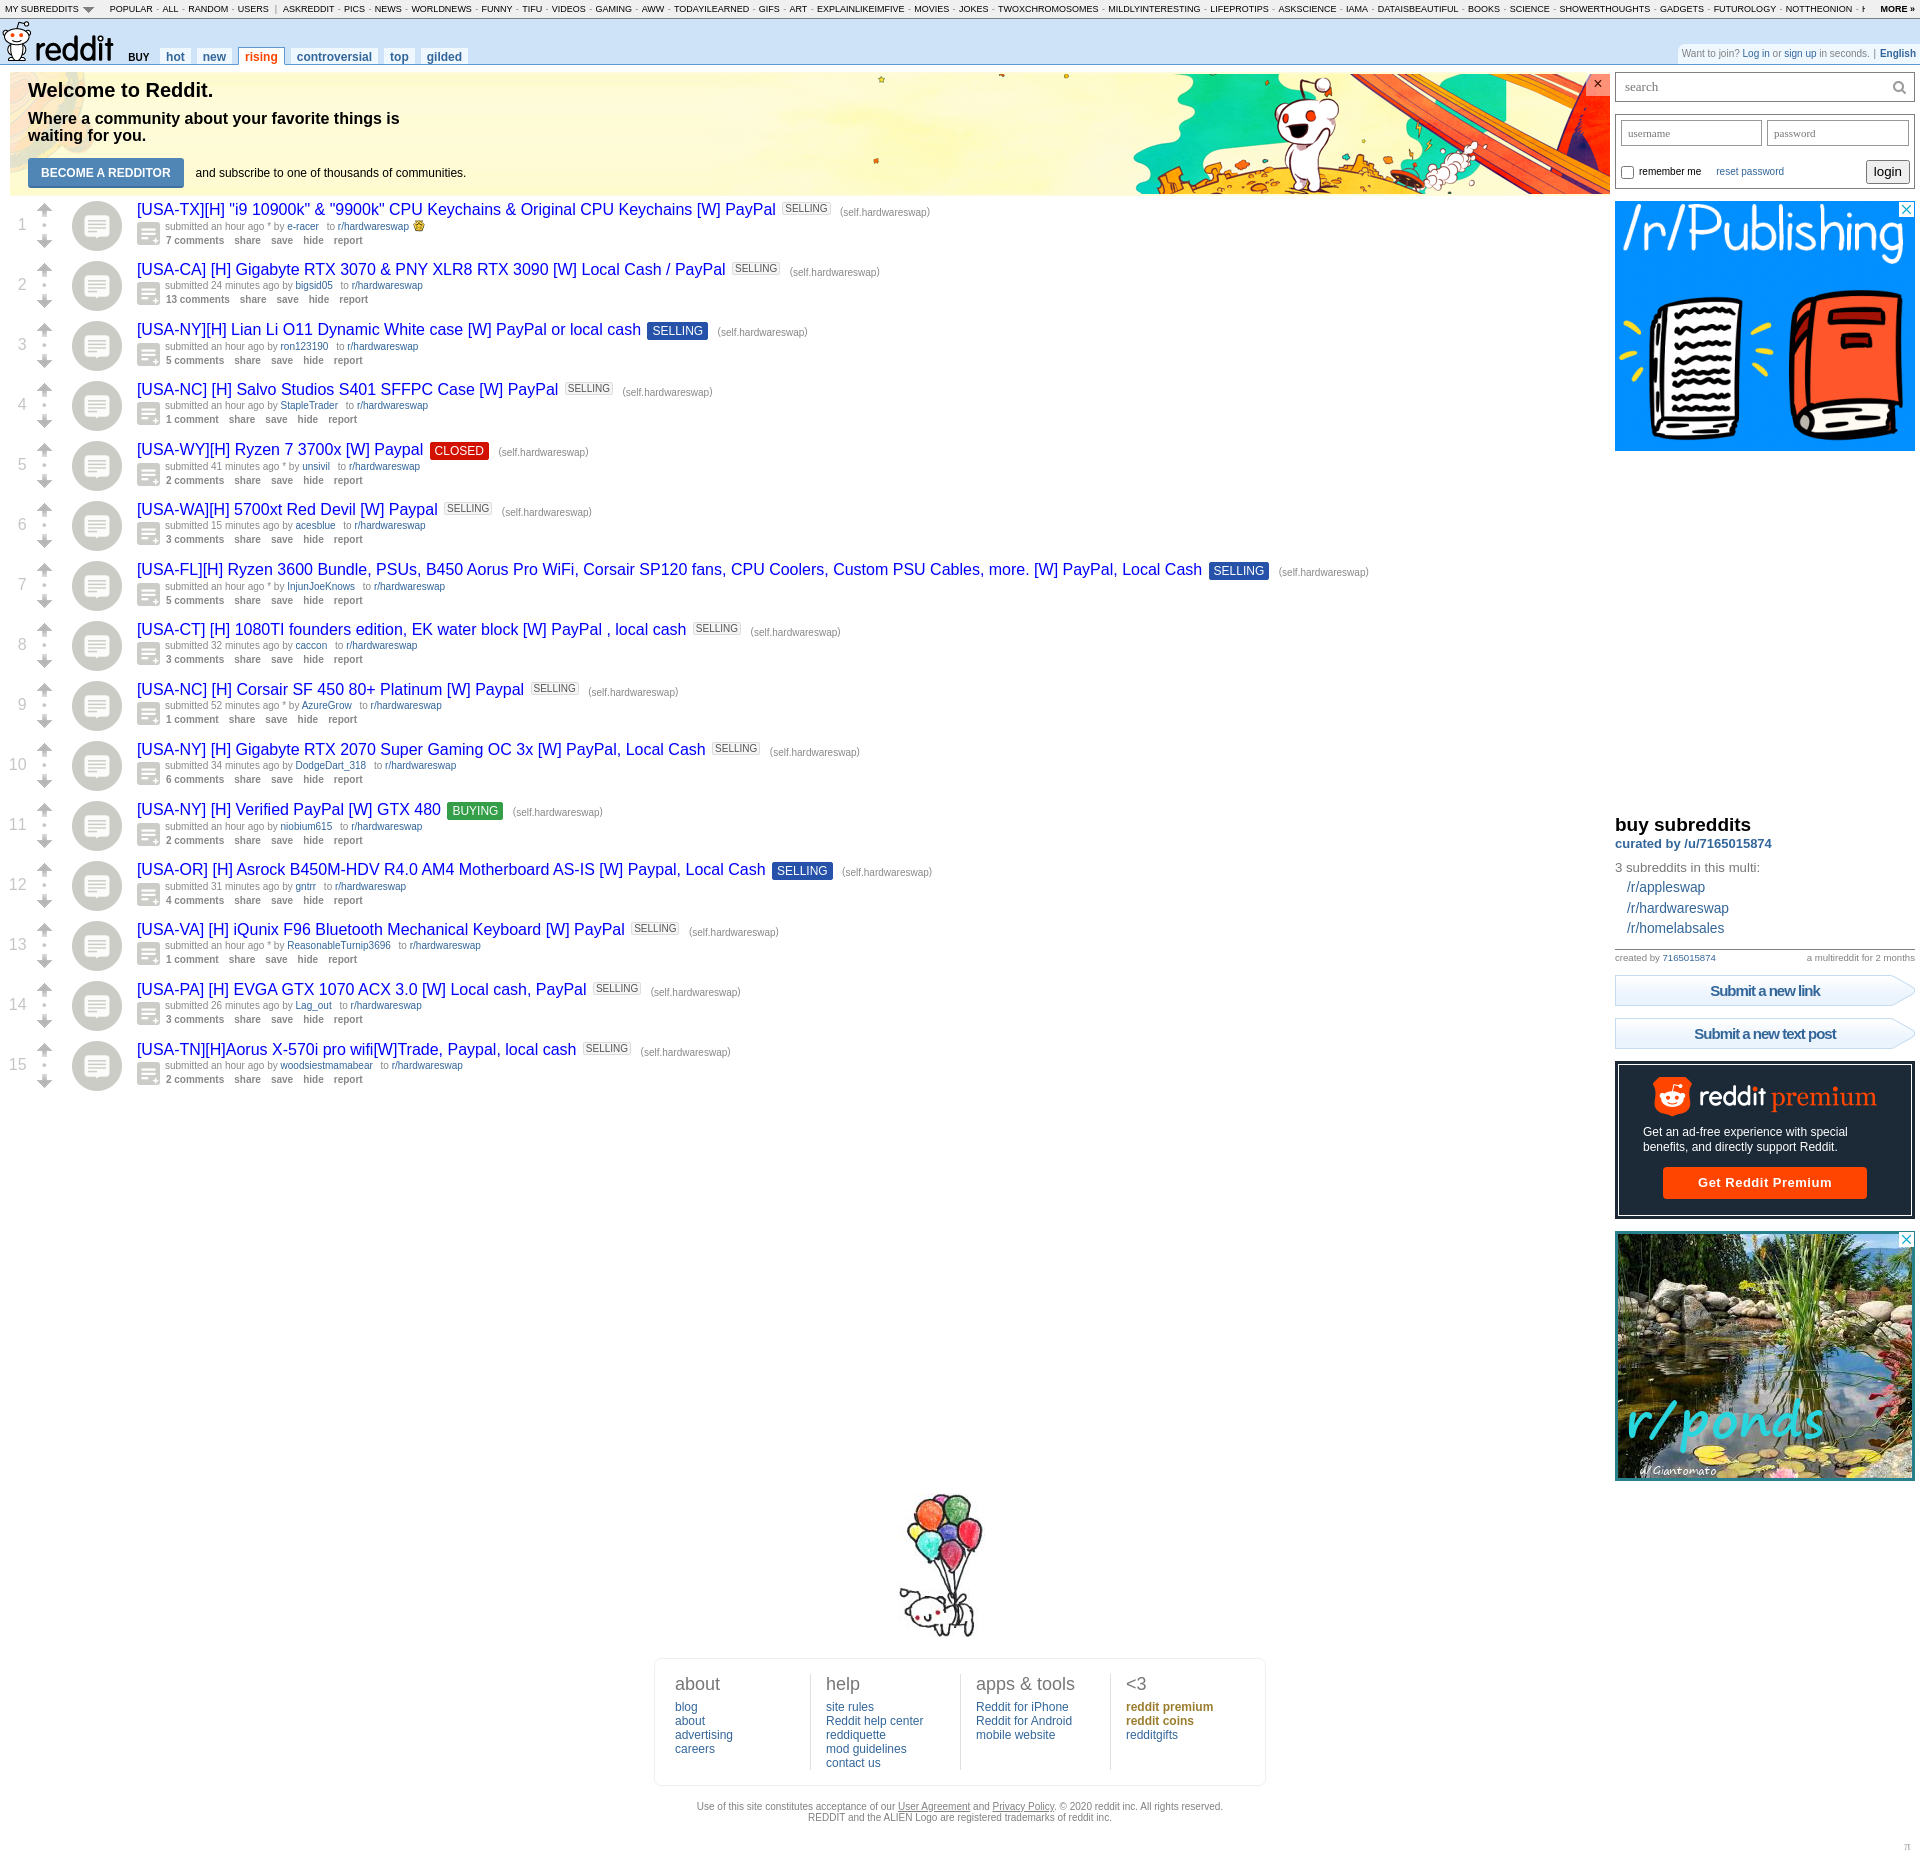 MY SUBREDDITS POPULAR - ALL - RANDOM - USERS | ASKREDDIT - PICS - NEWS - WORLDNEWS - FUNNY - TIFU - VIDEOS - GAMING - AWW - TODAYILEARNED - GIFS - ART - EXPLAINLIKEIMFIVE - MOVIES - JOKES - TWOXCHROMOSOMES - MILDLYINTERESTING - LIFEPROTIPS - ASKSCIENCE - IAMA - DATAISBEAUTIFUL - BOOKS - SCIENCE - SHOWERTHOUGHTS - GADGETS - FUTUROLOGY - NOTTHEONION - MORE »
reddit BUY hot new rising controversial top gilded
Want to join? Log in or sign up in seconds. | English
Welcome to Reddit.
Where a community about your favorite things is
waiting for you.
BECOME A REDDITOR and subscribe to one of thousands of communities.
×
1
[USA-TX][H] "i9 10900k" & "9900k" CPU Keychains & Original CPU Keychains [W] PayPal SELLING (self.hardwareswap)
submitted an hour ago * by e-racer to r/hardwareswap
7 comments share save hide report
2
[USA-CA] [H] Gigabyte RTX 3070 & PNY XLR8 RTX 3090 [W] Local Cash / PayPal SELLING (self.hardwareswap)
submitted 24 minutes ago by bigsid05 to r/hardwareswap
13 comments share save hide report
3
[USA-NY][H] Lian Li O11 Dynamic White case [W] PayPal or local cash SELLING (self.hardwareswap)
submitted an hour ago by ron123190 to r/hardwareswap
5 comments share save hide report
4
[USA-NC] [H] Salvo Studios S401 SFFPC Case [W] PayPal SELLING (self.hardwareswap)
submitted an hour ago by StapleTrader to r/hardwareswap
1 comment share save hide report
5
[USA-WY][H] Ryzen 7 3700x [W] Paypal CLOSED (self.hardwareswap)
submitted 41 minutes ago * by unsivil to r/hardwareswap
2 comments share save hide report
6
[USA-WA][H] 5700xt Red Devil [W] Paypal SELLING (self.hardwareswap)
submitted 15 minutes ago by acesblue to r/hardwareswap
3 comments share save hide report
7
[USA-FL][H] Ryzen 3600 Bundle, PSUs, B450 Aorus Pro WiFi, Corsair SP120 fans, CPU Coolers, Custom PSU Cables, more. [W] PayPal, Local Cash SELLING (self.hardwareswap)
submitted an hour ago * by InjunJoeKnows to r/hardwareswap
5 comments share save hide report
8
[USA-CT] [H] 1080TI founders edition, EK water block [W] PayPal , local cash SELLING (self.hardwareswap)
submitted 32 minutes ago by caccon to r/hardwareswap
3 comments share save hide report
9
[USA-NC] [H] Corsair SF 450 80+ Platinum [W] Paypal SELLING (self.hardwareswap)
submitted 52 minutes ago * by AzureGrow to r/hardwareswap
1 comment share save hide report
10
[USA-NY] [H] Gigabyte RTX 2070 Super Gaming OC 3x [W] PayPal, Local Cash SELLING (self.hardwareswap)
submitted 34 minutes ago by DodgeDart_318 to r/hardwareswap
6 comments share save hide report
11
[USA-NY] [H] Verified PayPal [W] GTX 480 BUYING (self.hardwareswap)
submitted an hour ago by niobium615 to r/hardwareswap
2 comments share save hide report
12
[USA-OR] [H] Asrock B450M-HDV R4.0 AM4 Motherboard AS-IS [W] Paypal, Local Cash SELLING (self.hardwareswap)
submitted 31 minutes ago by gntrr to r/hardwareswap
4 comments share save hide report
13
[USA-VA] [H] iQunix F96 Bluetooth Mechanical Keyboard [W] PayPal SELLING (self.hardwareswap)
submitted an hour ago * by ReasonableTurnip3696 to r/hardwareswap
1 comment share save hide report
14
[USA-PA] [H] EVGA GTX 1070 ACX 3.0 [W] Local cash, PayPal SELLING (self.hardwareswap)
submitted 26 minutes ago by Lag_out to r/hardwareswap
3 comments share save hide report
15
[USA-TN][H]Aorus X-570i pro wifi[W]Trade, Paypal, local cash SELLING (self.hardwareswap)
submitted an hour ago by woodsiestmamabear to r/hardwareswap
2 comments share save hide report
search
username password
remember me reset password login
/r/Publishing
buy subreddits
curated by /u/7165015874
3 subreddits in this multi:
/r/appleswap
/r/hardwareswap
/r/homelabsales
created by 7165015874 a multireddit for 2 months
Submit a new link
Submit a new text post
reddit premium
Get an ad-free experience with special
benefits, and directly support Reddit.
Get Reddit Premium
r/ponds
u/Giantomato
about
blog
about
advertising
careers
help
site rules
Reddit help center
reddiquette
mod guidelines
contact us
apps & tools
Reddit for iPhone
Reddit for Android
mobile website
<3
reddit premium
reddit coins
redditgifts
Use of this site constitutes acceptance of our User Agreement and Privacy Policy. © 2020 reddit inc. All rights reserved.
REDDIT and the ALIEN Logo are registered trademarks of reddit inc.
π